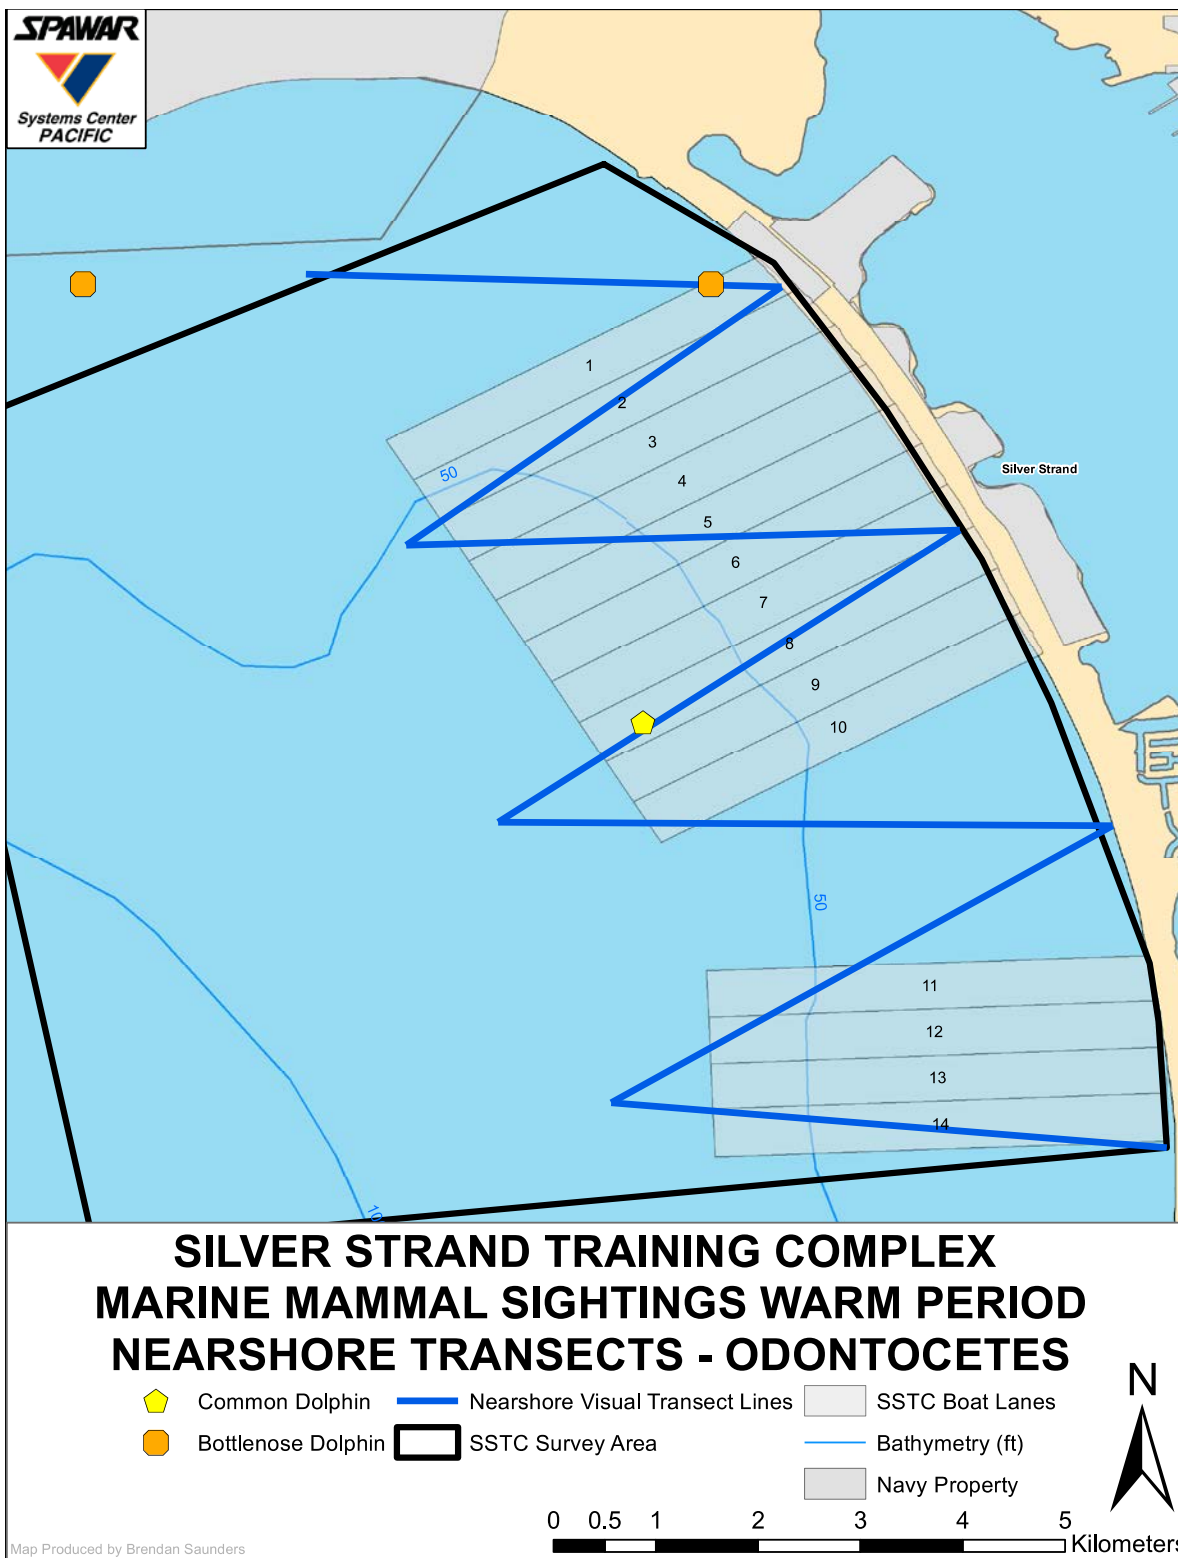 SPAWAR
Systems Center
PACIFIC
1
2
3
50
4
Silver Strand
5
6
7
8
9
10
50
11
12
13
14
10
SILVER STRAND TRAINING COMPLEX
MARINE MAMMAL SIGHTINGS WARM PERIOD
NEARSHORE TRANSECTS - ODONTOCETES
Common Dolphin
Nearshore Visual Transect Lines
SSTC Boat Lanes
Bottlenose Dolphin
SSTC Survey Area
Bathymetry (ft)
Navy Property
N
0 0.5 1 2 3 4 5
Kilometers
Map Produced by Brendan Saunders